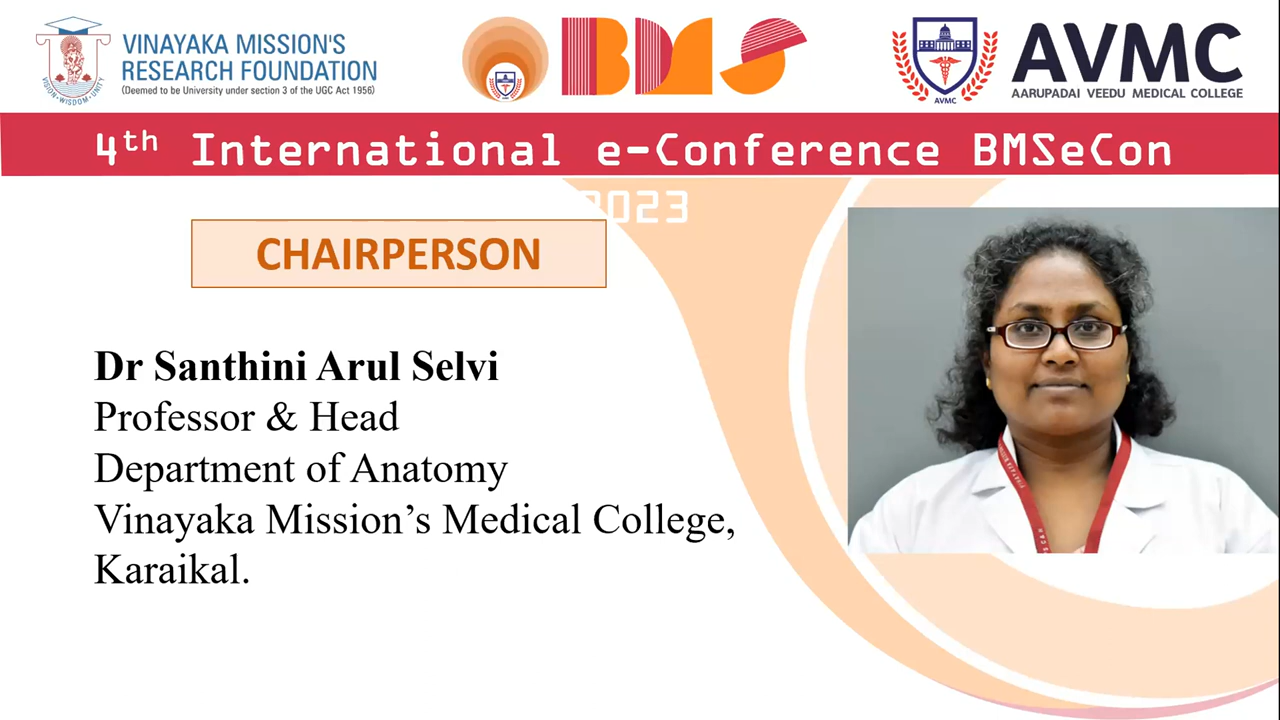 VINAYAKA MISSION'S
RESEARCH FOUNDATION
(Deemed to be University under section 3 of the UGC Act 1956)
VISION • WISDOM • UNITY
AVMC
BMS
AVMC
AVMC
AARUPADAI VEEDU MEDICAL COLLEGE
4th International e-Conference BMSeCon
2023
CHAIRPERSON
Dr Santhini Arul Selvi
Professor & Head
Department of Anatomy
Vinayaka Mission’s Medical College,
Karaikal.